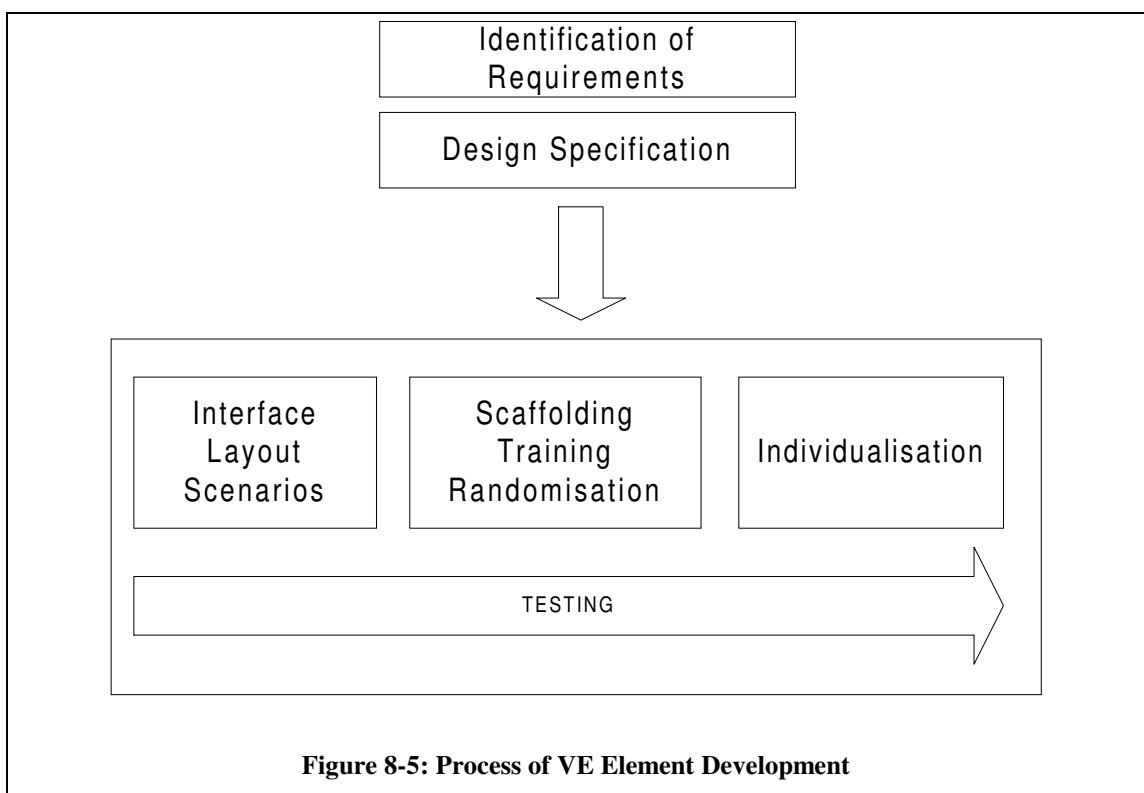 Identification of
Requirements
Design Specification
Interface
Layout
Scenarios
Scaffolding
Training
Randomisation
Individualisation
TESTING
Figure 8-5: Process of VE Element Development